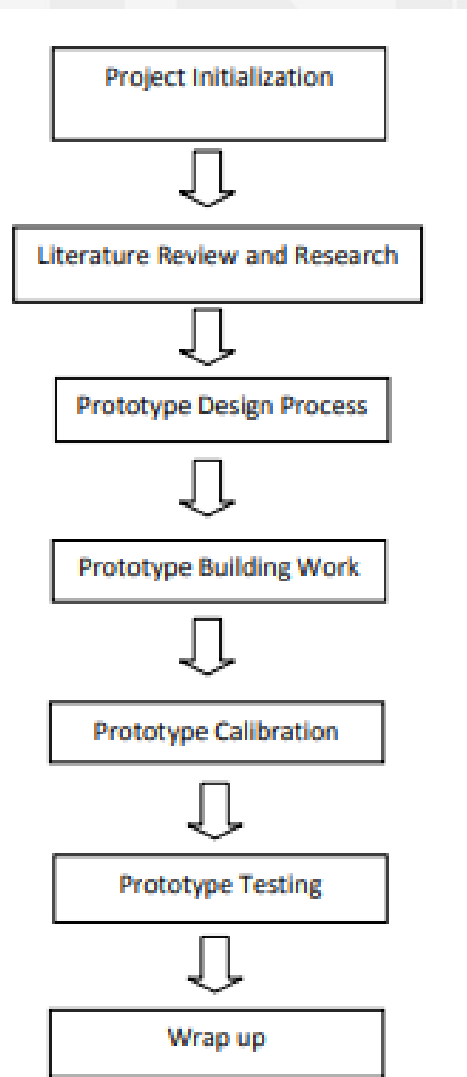 Project Initialization
Literature Review and Research
Prototype Design Process
Prototype Building Work
Prototype Calibration
Prototype Testing
Wrap up